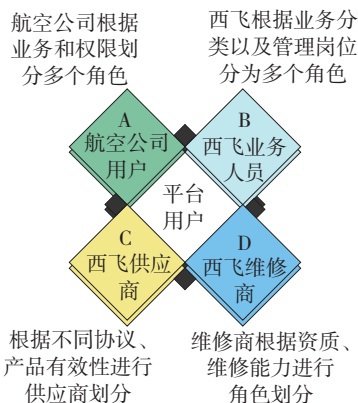 航空公司根据
业务和权限划
分多个角色
西飞根据业务分
类以及管理岗位
分为多个角色
A
航空公司
用户
B
西飞业务
人员
平台
用户
C
西飞供应
商
D
西飞维修
商
根据不同协议、
产品有效性进行
供应商划分
维修商根据资质、
维修能力进行
角色划分